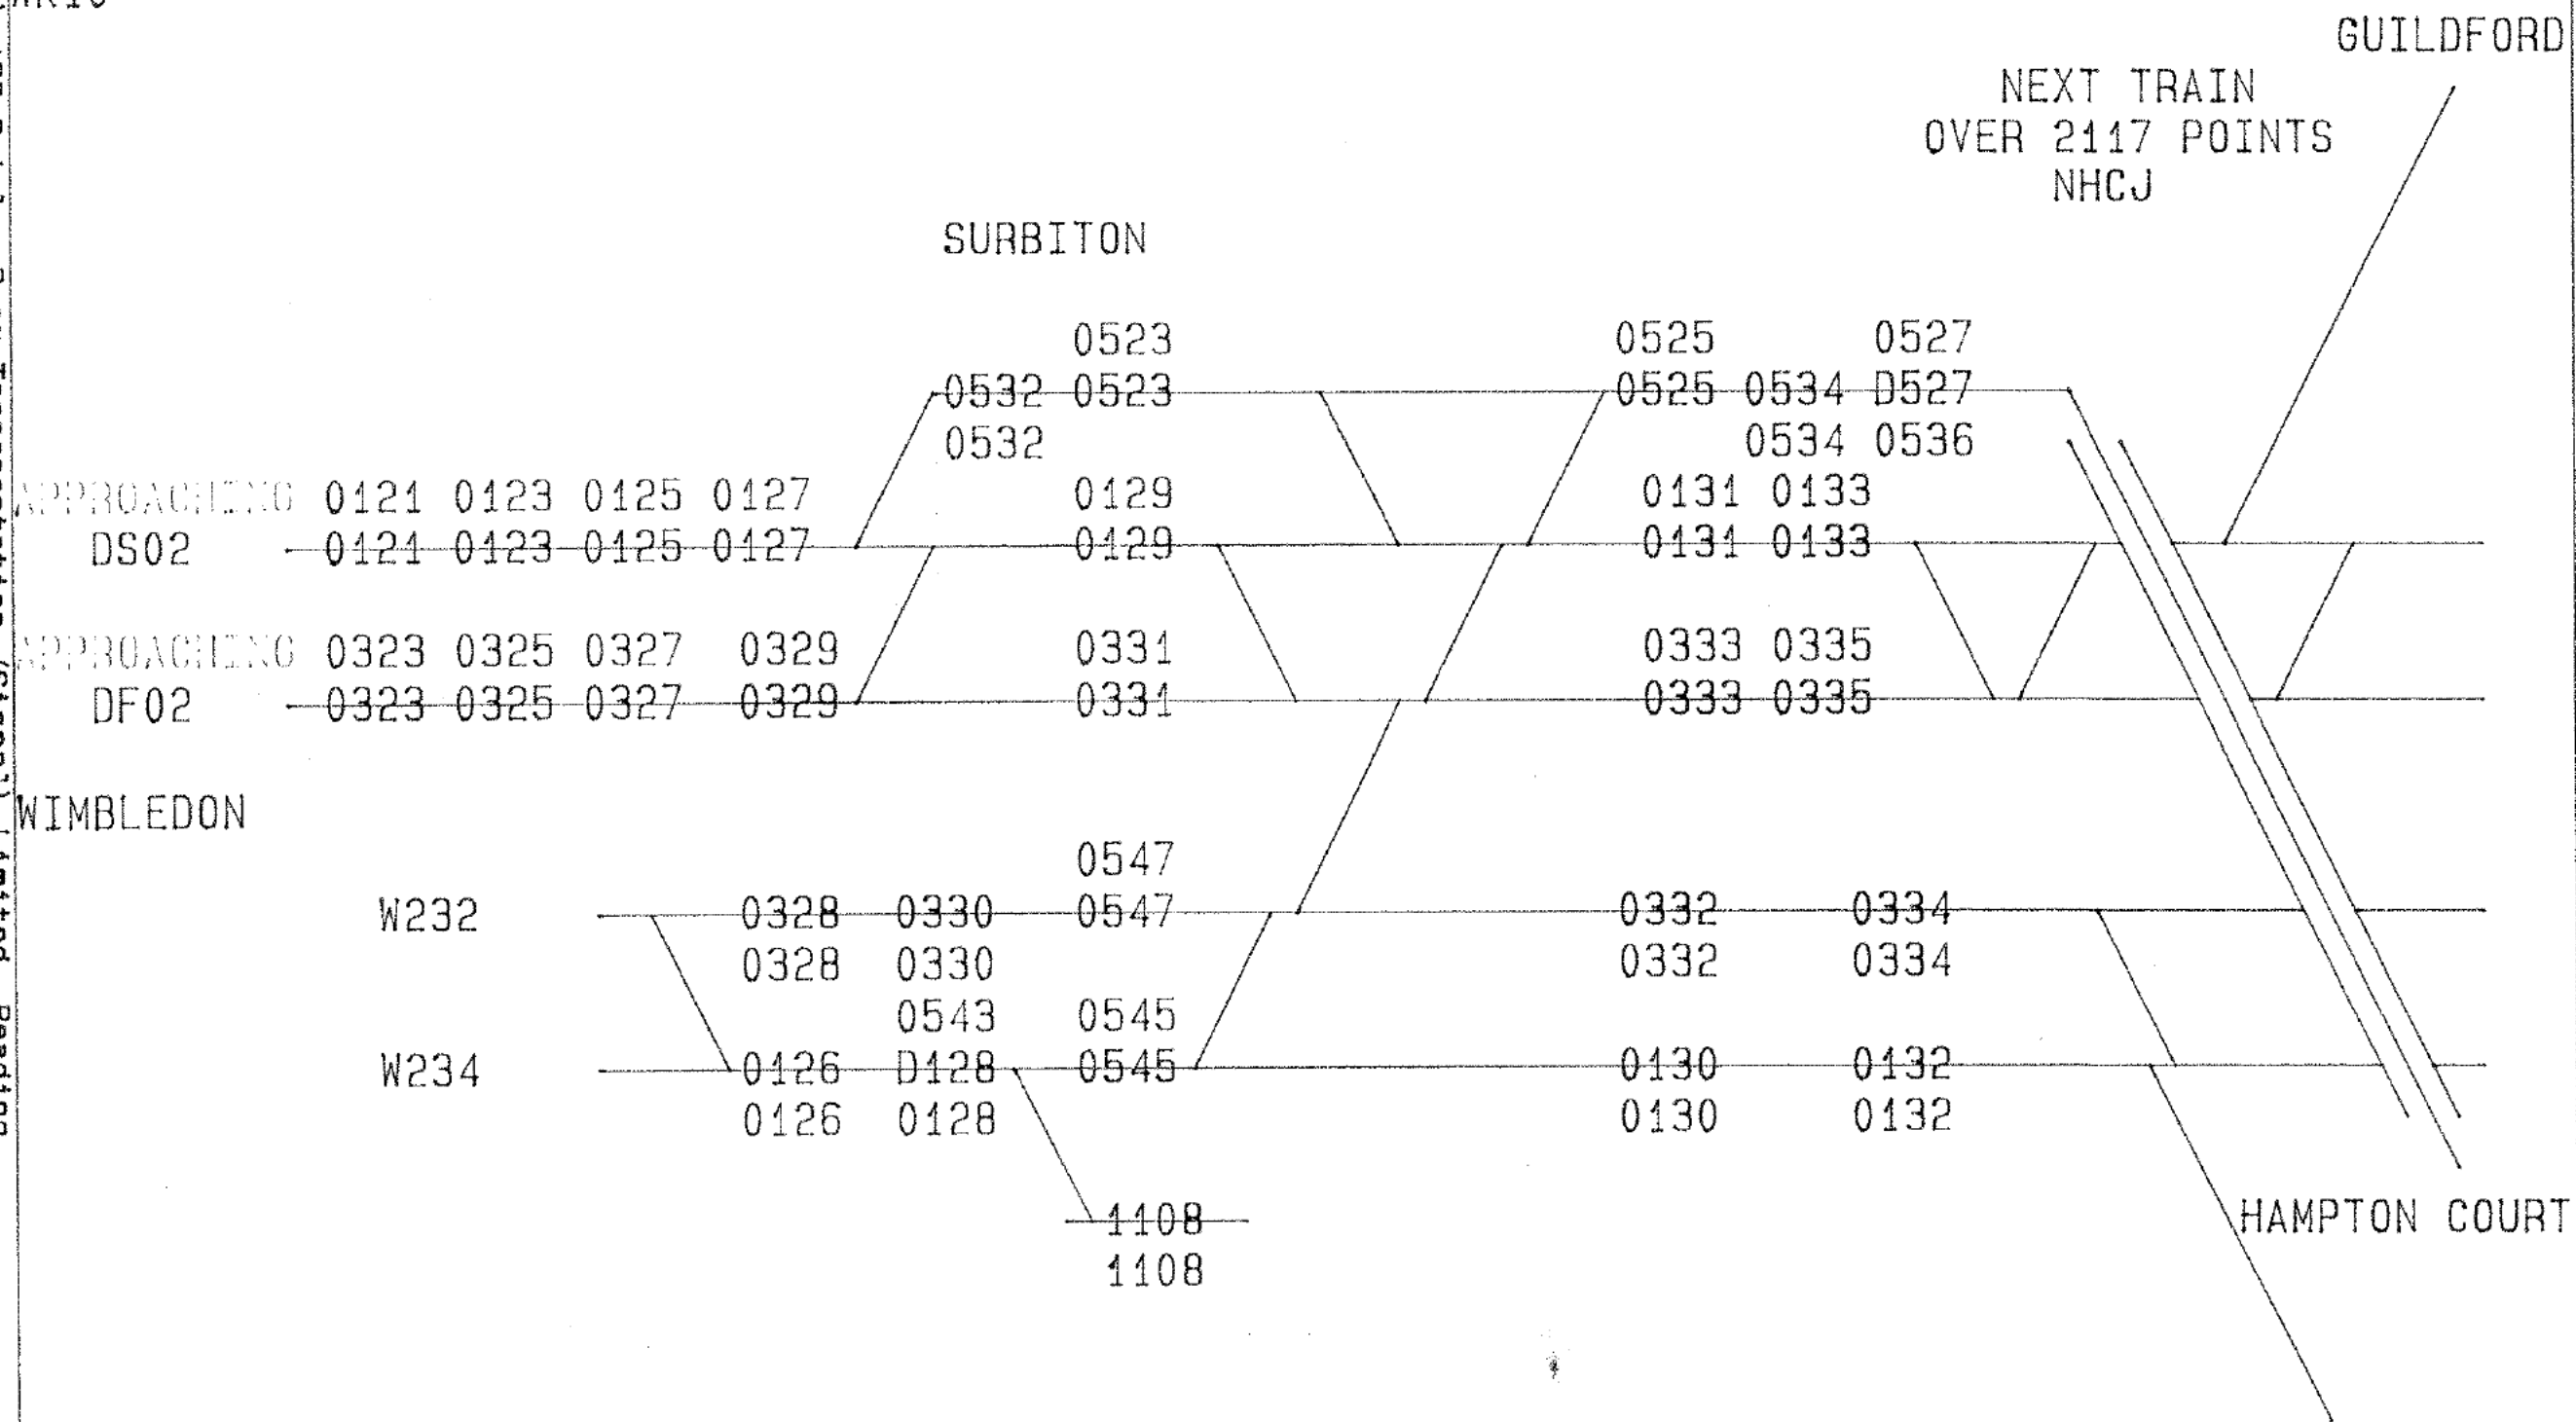 GUILDFORD
NEXT TRAIN
OVER 2117 POINTS
NHCJ
SURBITON
0523 0525 0527
0532 0523 0525 0534 D527
0532 0534 0536
APPROACHING 0121 0123 0125 0127 0129 0131 0133
DS02 0121 0123 0125 0127 0129 0131 0133
APPROACHING 0323 0325 0327 0329 0331 0333 0335
DF02 0323 0325 0327 0329 0331 0333 0335
WIMBLEDON
0547
W232 0328 0330 0547 0332 0334
0328 0330 0332 0334
0543 0545
W234 0126 D128 0545 0130 0132
0126 0128 0130 0132
1108
HAMPTON COURT
1108